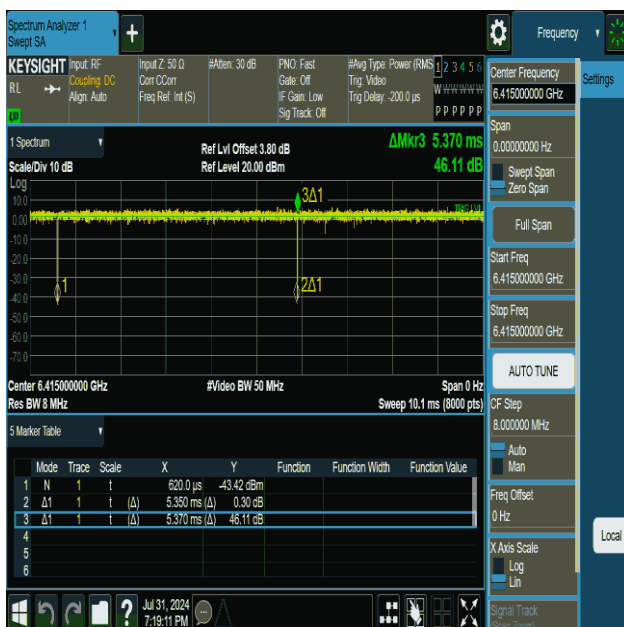 Spectrum Analyzer 1
Swept SA
+
Frequency
KEYSIGHT
RL
Input: RF
Coupling: DC
Align: Auto
Input Z: 50 Ω
Corr CCorr
Freq Ref: Int (S)
#Atten: 30 dB
PNO: Fast
Gate: Off
IF Gain: Low
Sig Track: Off
#Avg Type: Power (RMS
Trig: Video
Trig Delay: -200.0 µs
1 2 3 4 5 6
W W W W W W
P P P P P P
1 Spectrum
Scale/Div 10 dB
Ref Lvl Offset 3.80 dB
Ref Level 20.00 dBm
ΔMkr3 5.370 ms
46.11 dB
Log
10.0
0.00
-10.0
-20.0
-30.0
-40.0
-50.0
-60.0
-70.0
3Δ1
TRIG LVL
1
2Δ1
Center 6.415000000 GHz
#Video BW 50 MHz
Span 0 Hz
Res BW 8 MHz
Sweep 10.1 ms (8000 pts)
5 Marker Table
Mode Trace Scale X Y Function Function Width Function Value
1 N 1 t 620.0 µs -43.42 dBm
2 Δ1 1 t (Δ) 5.350 ms (Δ) 0.30 dB
3 Δ1 1 t (Δ) 5.370 ms (Δ) 46.11 dB
4
5
6
?
Jul 31, 2024
7:19:11 PM
Center Frequency
6.415000000 GHz
Span
0.00000000 Hz
Swept Span
Zero Span
Full Span
Start Freq
6.415000000 GHz
Stop Freq
6.415000000 GHz
AUTO TUNE
CF Step
8.000000 MHz
Auto
Man
Freq Offset
0 Hz
X Axis Scale
Log
Lin
Signal Track
(Span Zoom)
Settings
Local